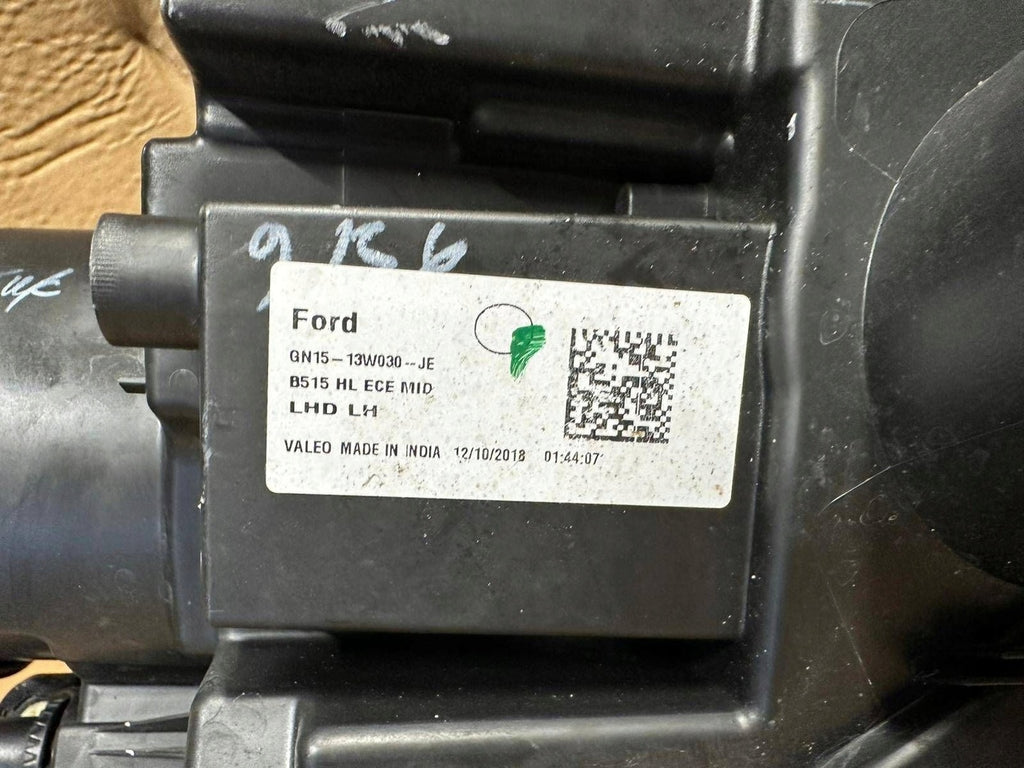 Ford
GN15-13W030--JE
B515 HL ECE MID
LHD LH
VALEO MADE IN INDIA 12/10/2018 01:44:07